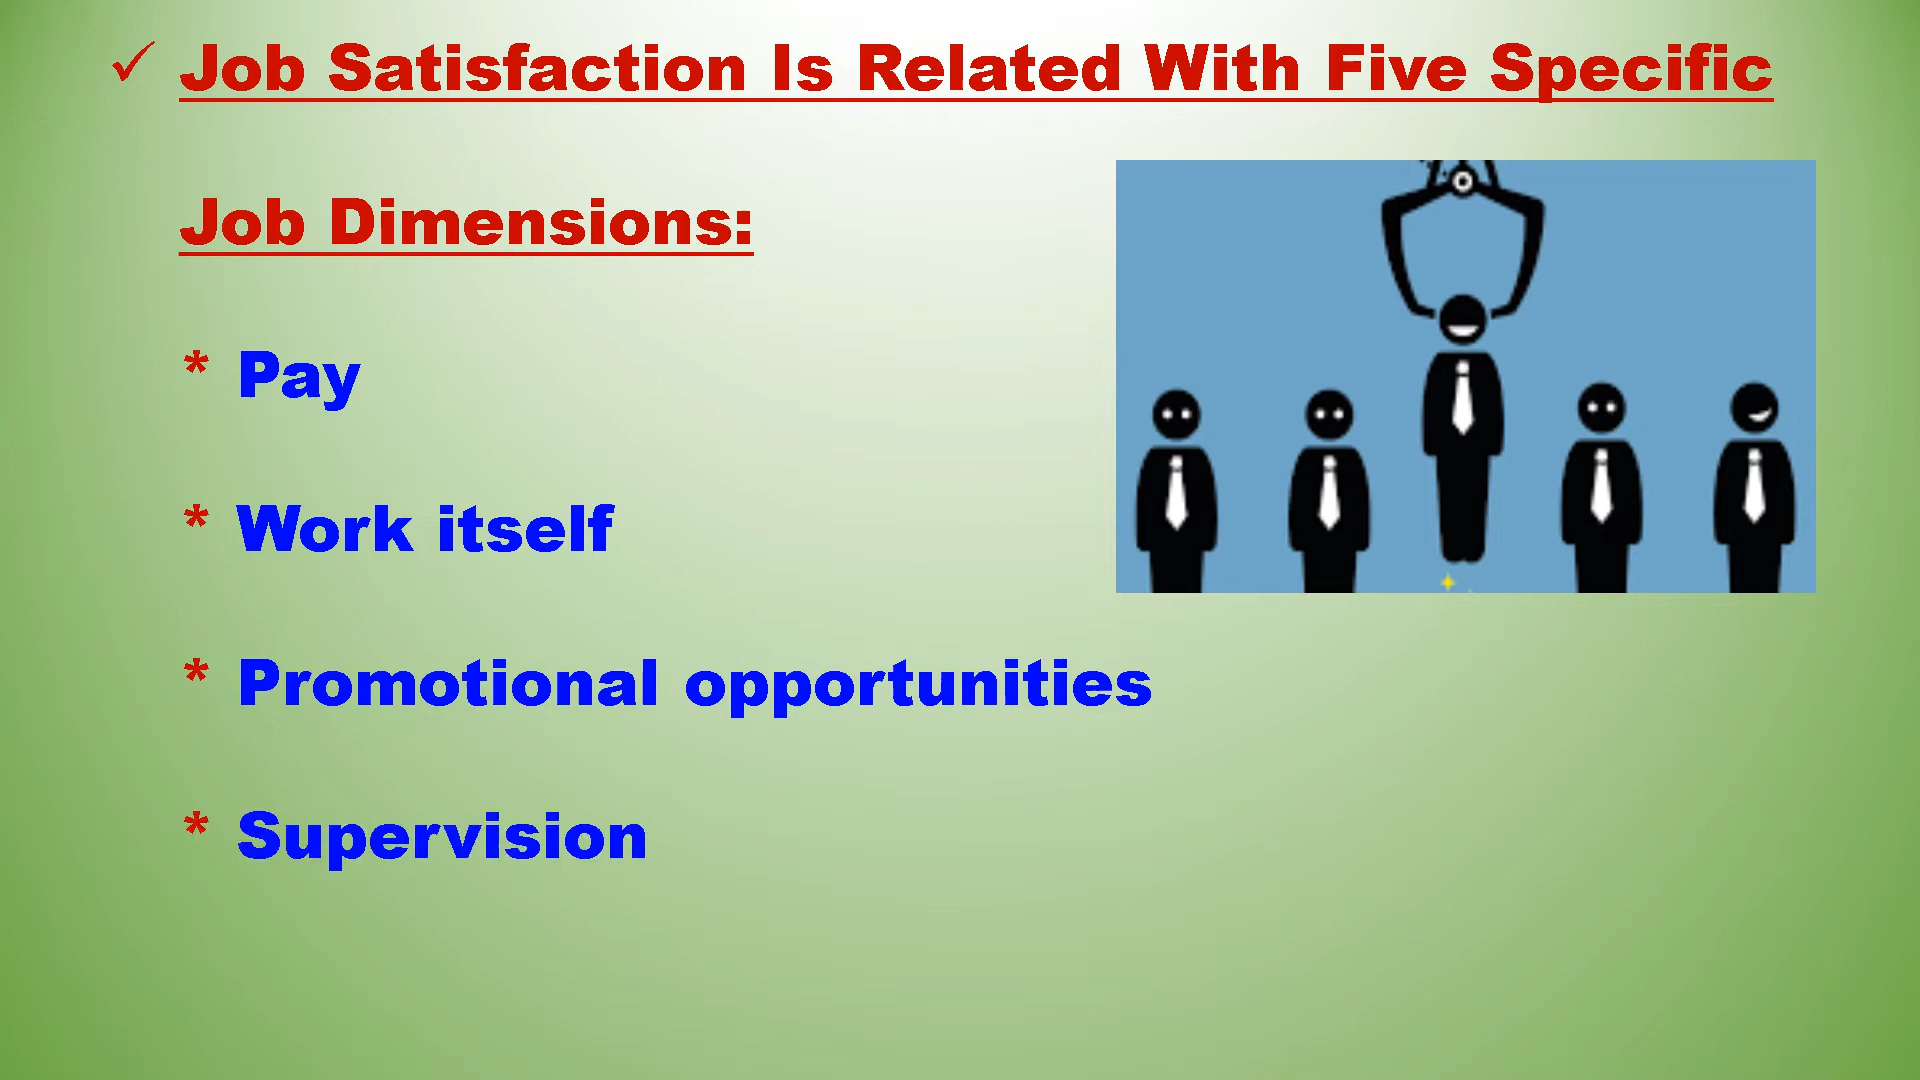 ✓ Job Satisfaction Is Related With Five Specific
Job Dimensions:
* Pay
* Work itself
* Promotional opportunities
* Supervision